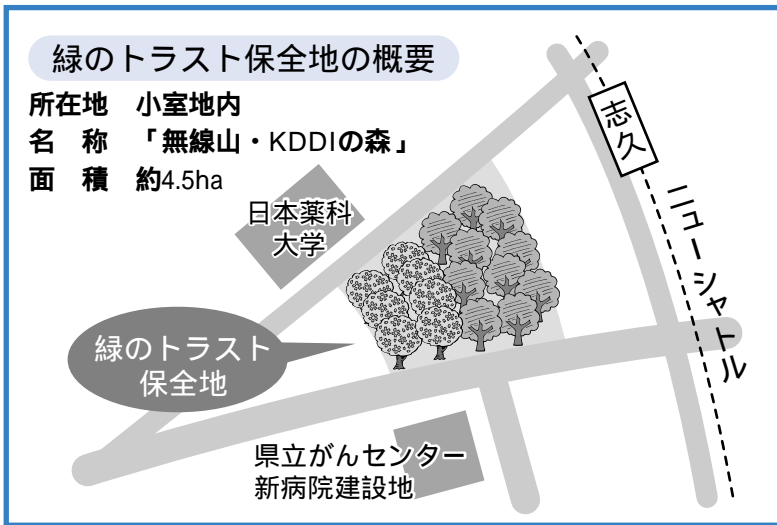 緑のトラスト保全地の概要
所在地 小室地内
名 称 「無線山・KDDIの森」
面 積 約4.5ha
志久
ニューシャトル
日本薬科
大学
緑のトラスト
保全地
県立がんセンター
新病院建設地